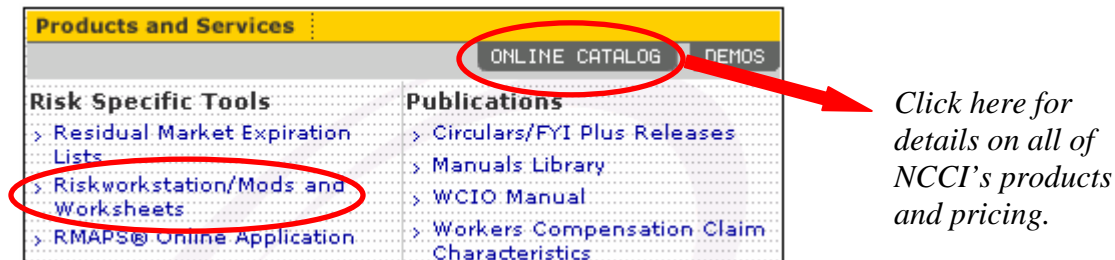 Products and Services
ONLINE CATALOG DEMOS
Risk Specific Tools
> Residual Market Expiration
Lists
> Riskworkstation/Mods and
Worksheets
> RMAPS® Online Application
Publications
> Circulars/FYI Plus Releases
> Manuals Library
> WCIO Manual
> Workers Compensation Claim
Characteristics
Click here for
details on all of
NCCI's products
and pricing.